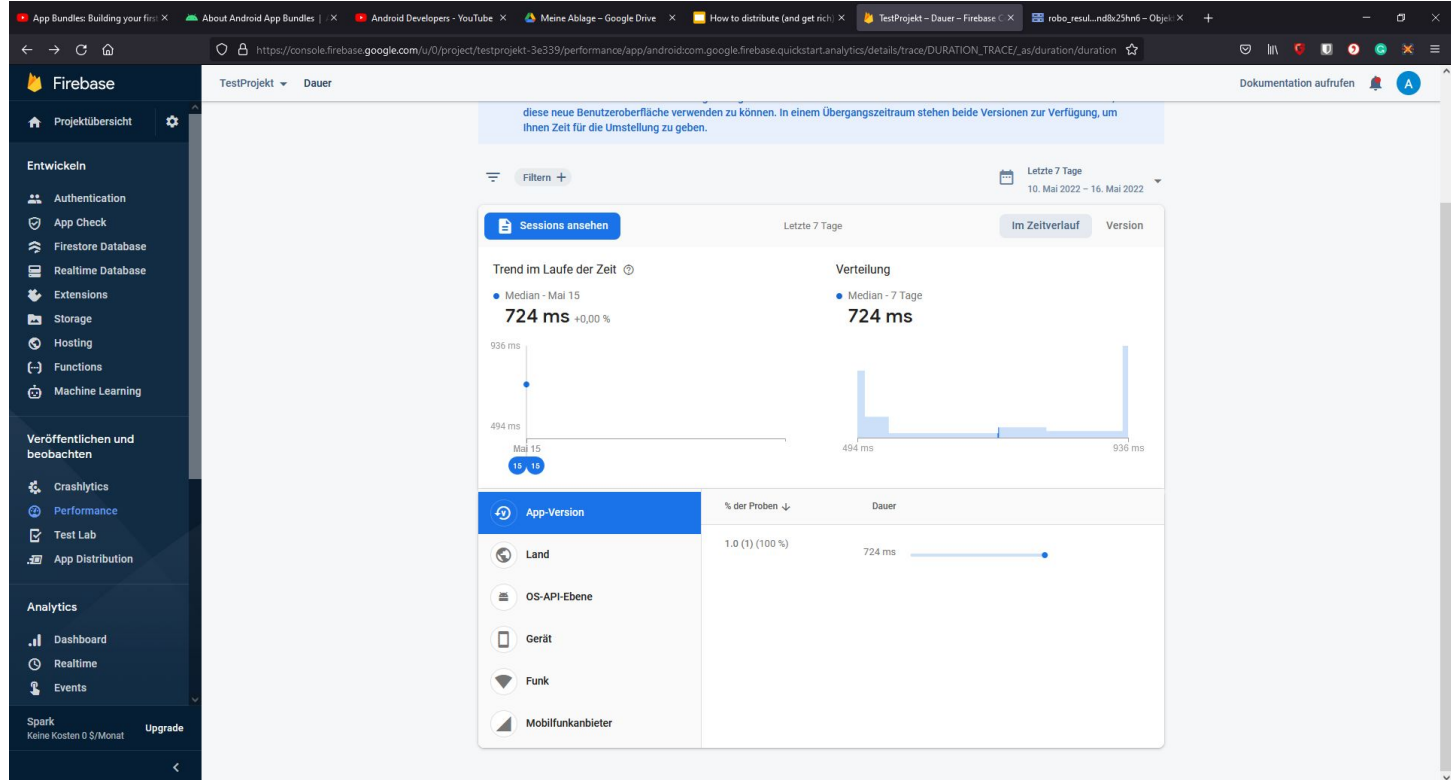 App Bundles: Building your firs
About Android App Bundles |
Android Developers - YouTube
Meine Ablage – Google Drive
How to distribute (and get rich)
TestProjekt – Dauer – Firebase C
robo_resul...nd8x25hn6 – Objek
https://console.firebase.google.com/u/0/project/testprojekt-3e339/performance/app/android:com.google.firebase.quickstart.analytics/details/trace/DURATION_TRACE/_as/duration/duration
Firebase
TestProjekt
Dauer
Dokumentation aufrufen
A
Projektübersicht
diese neue Benutzeroberfläche verwenden zu können. In einem Übergangszeitraum stehen beide Versionen zur Verfügung, um
Ihnen Zeit für die Umstellung zu geben.
Entwickeln
Authentication
App Check
Firestore Database
Realtime Database
Extensions
Storage
Hosting
Functions
Machine Learning
Veröffentlichen und
beobachten
Crashlytics
Performance
Test Lab
App Distribution
Analytics
Dashboard
Realtime
Events
Spark
Keine Kosten 0 $/Monat
Upgrade
Filtern +
Letzte 7 Tage
10. Mai 2022 – 16. Mai 2022
Sessions ansehen
Letzte 7 Tage
Im Zeitverlauf
Version
Trend im Laufe der Zeit
Median - Mai 15
724 ms +0,00 %
936 ms
494 ms
Mai 15
15
15
Verteilung
Median - 7 Tage
724 ms
494 ms
936 ms
App-Version
Land
OS-API-Ebene
Gerät
Funk
Mobilfunkanbieter
% der Proben
Dauer
1.0 (1) (100 %)
724 ms